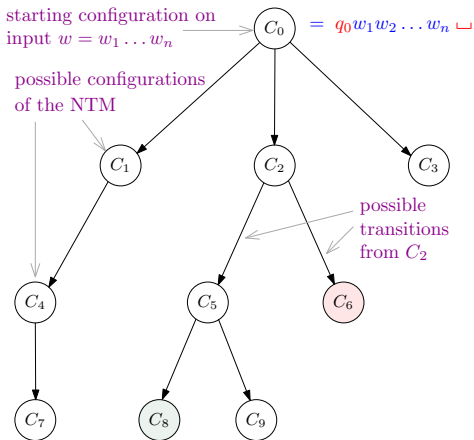 starting configuration on
input w = w₁ … wₙ
C₀ = q₀w₁w₂ … wₙ ␣
possible configurations
of the NTM
C₁ C₂ C₃
possible
transitions
from C₂
C₄ C₅ C₆
C₇ C₈ C₉